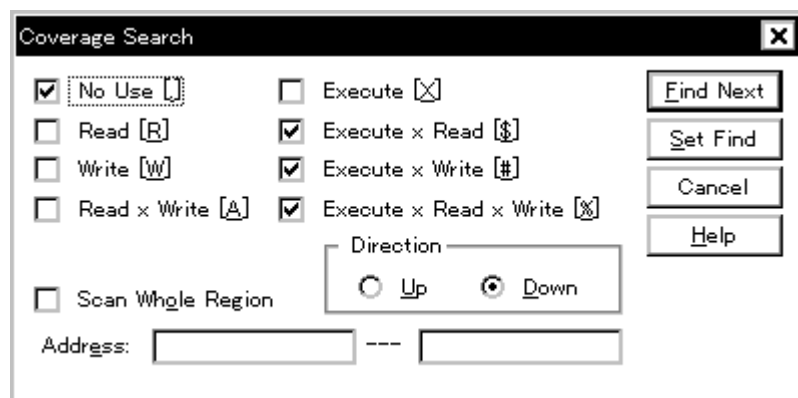 Coverage Search
No Use [.] Execute [X] Find Next
Read [R] Execute x Read [$] Set Find
Write [W] Execute x Write [#] Cancel
Read x Write [A] Execute x Read x Write [%] Help
Direction
Scan Whole Region Up Down
Address: ---